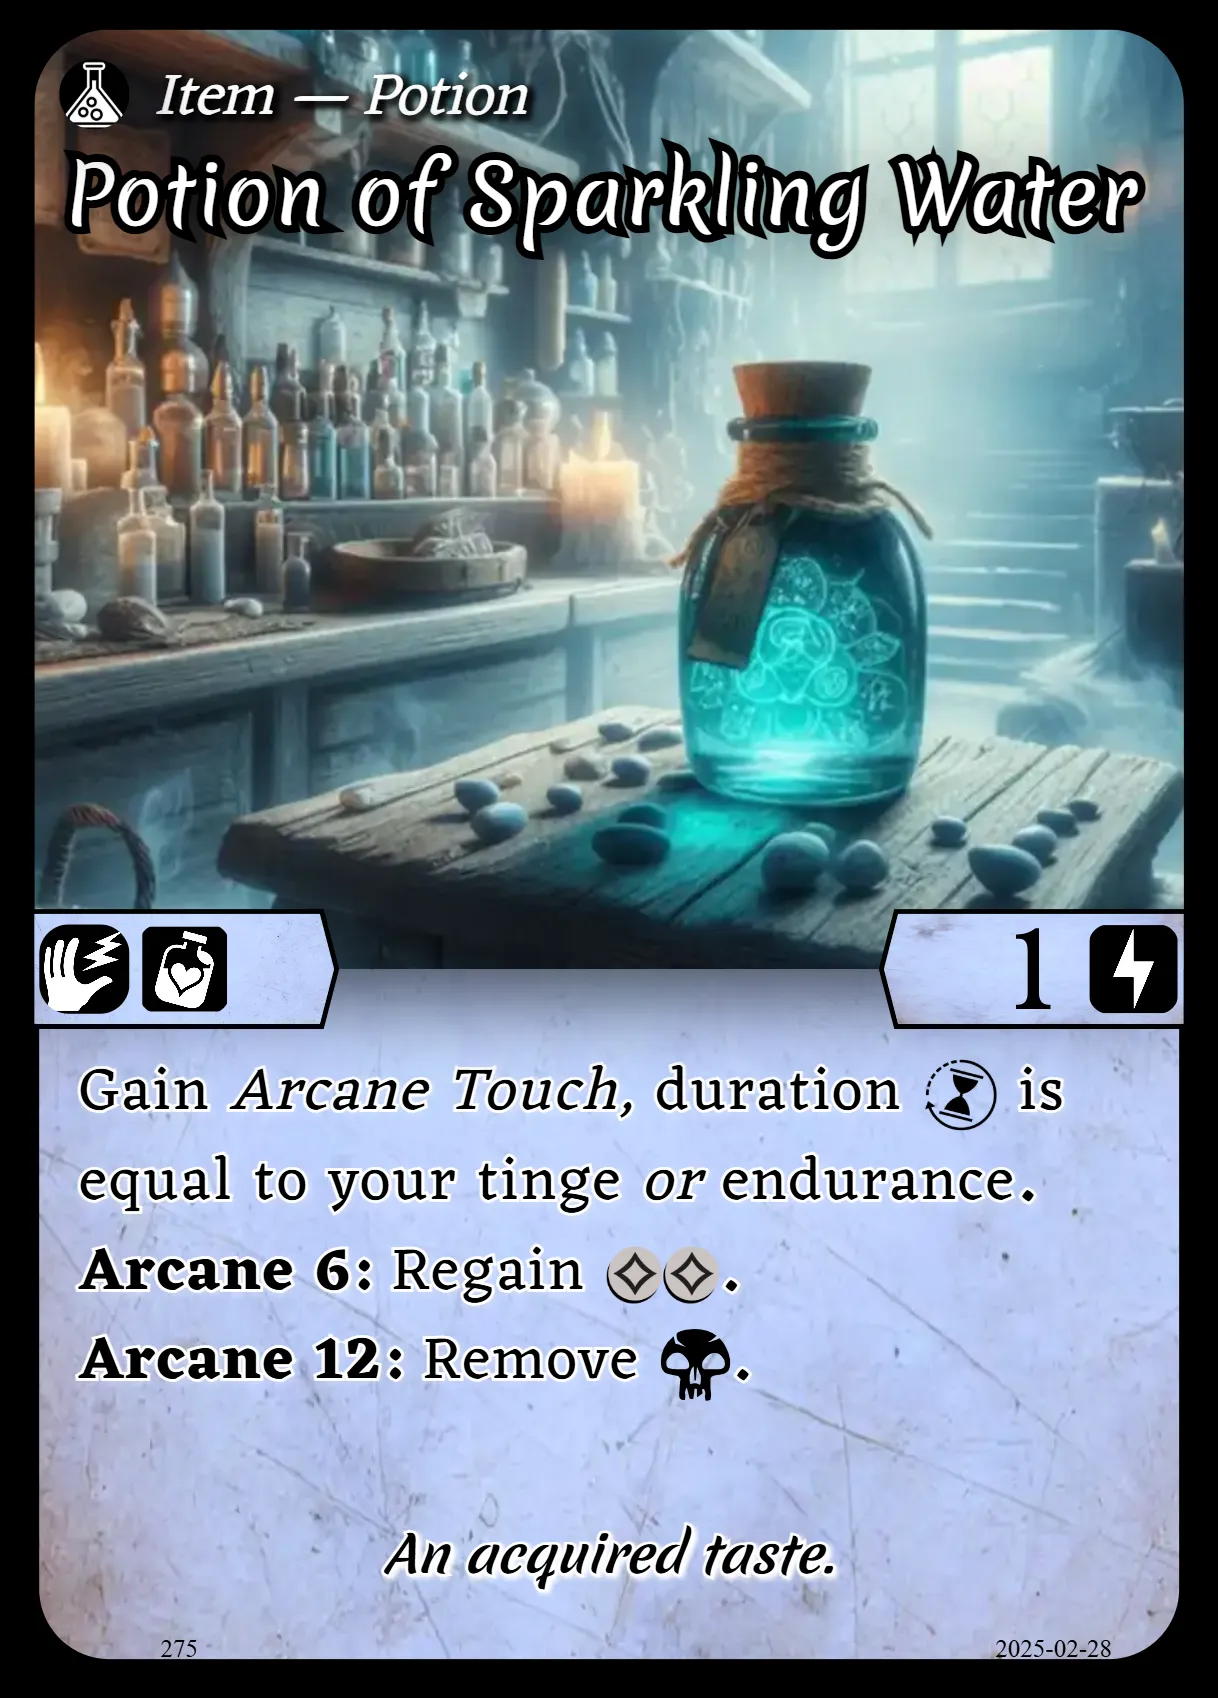 Item — Potion
Potion of Sparkling Water
1
Gain Arcane Touch, duration is
equal to your tinge or endurance.
Arcane 6: Regain .
Arcane 12: Remove .
An acquired taste.
275
2025-02-28